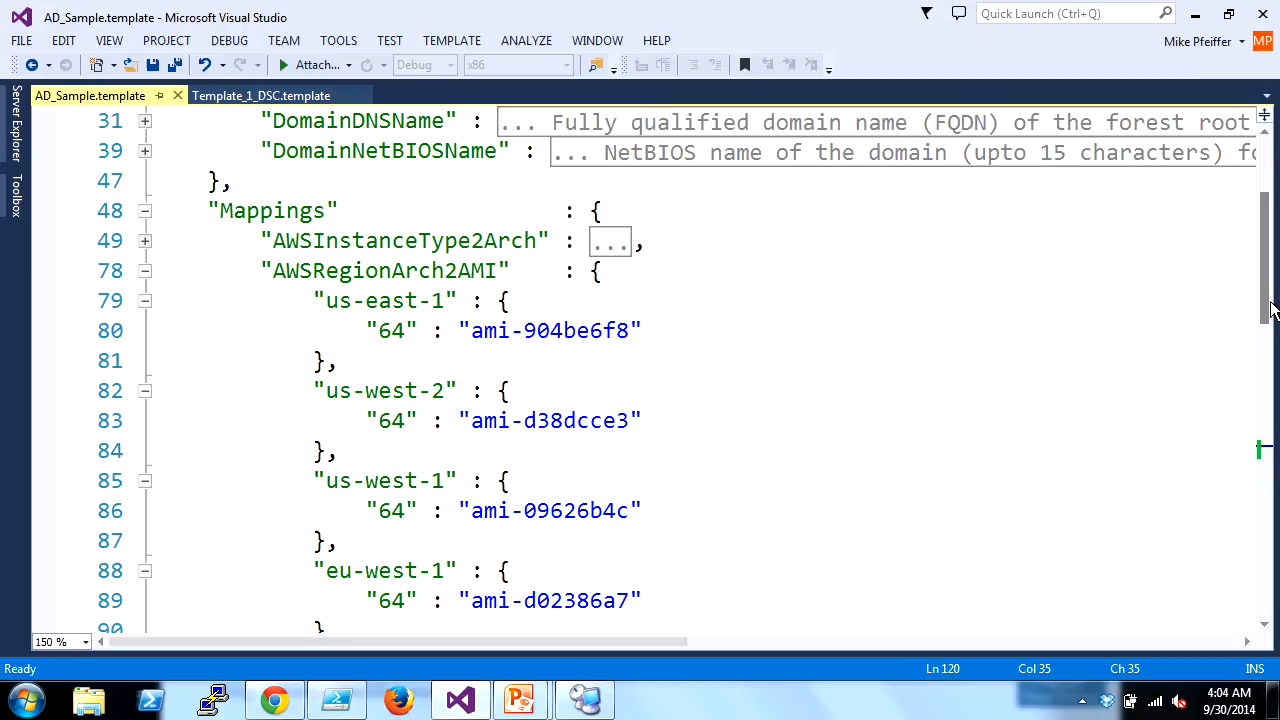 AD_Sample.template - Microsoft Visual Studio
Quick Launch (Ctrl+Q)
FILE EDIT VIEW PROJECT DEBUG TEAM TOOLS TEST TEMPLATE ANALYZE WINDOW HELP
Mike Pfeiffer
MP
Attach...
Debug
x86
Server Explorer
Toolbox
AD_Sample.template
Template_1_DSC.template
31 "DomainDNSName" : ... Fully qualified domain name (FQDN) of the forest root
39 "DomainNetBIOSName" : ... NetBIOS name of the domain (upto 15 characters) fo
47 },
48 "Mappings" : {
49 "AWSInstanceType2Arch" : ...,
78 "AWSRegionArch2AMI" : {
79 "us-east-1" : {
80 "64" : "ami-904be6f8"
81 },
82 "us-west-2" : {
83 "64" : "ami-d38dcce3"
84 },
85 "us-west-1" : {
86 "64" : "ami-09626b4c"
87 },
88 "eu-west-1" : {
89 "64" : "ami-d02386a7"
90 }
150 %
Ready
Ln 120
Col 35
Ch 35
INS
4:04 AM
9/30/2014